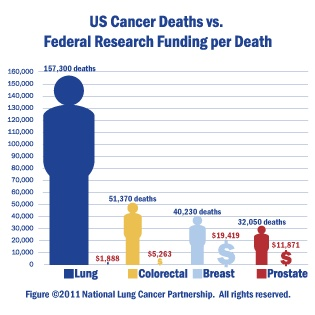 US Cancer Deaths vs.
Federal Research Funding per Death
160,000
157,300 deaths
150,000
140,000
130,000
120,000
110,000
100,000
90,000
80,000
70,000
60,000
50,000
40,000
30,000
20,000
10,000
0
51,370 deaths
40,230 deaths
32,050 deaths
$1,888
$5,263
$19,419
$
$11,871
$
Lung
Colorectal
Breast
Prostate
Figure ©2011 National Lung Cancer Partnership. All rights reserved.